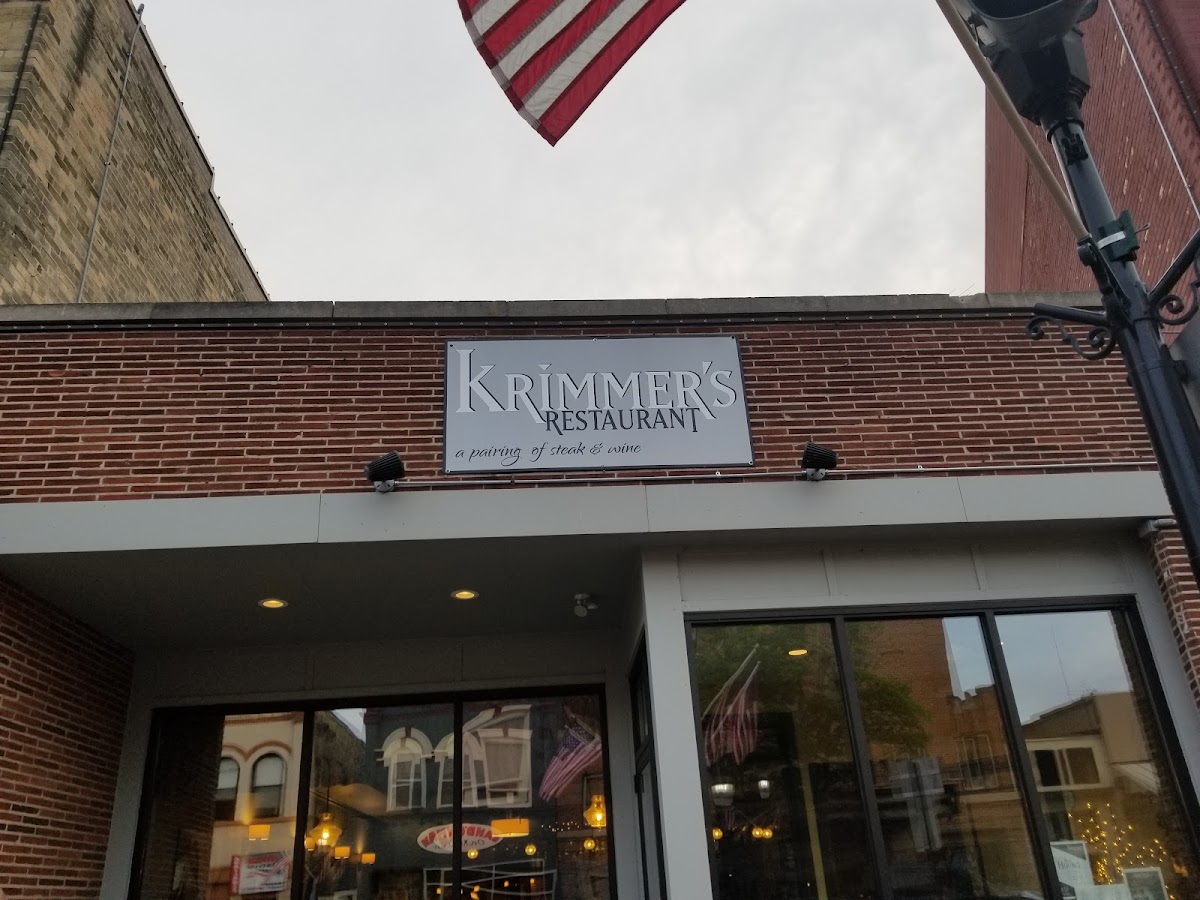 KRiMMER'S
RESTAURANT
a pairing of steak & wine